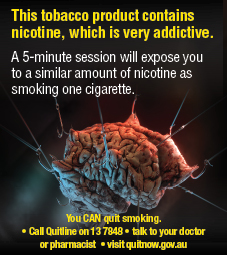 This tobacco product contains
nicotine, which is very addictive.
A 5-minute session will expose you
to a similar amount of nicotine as
smoking one cigarette.
You CAN quit smoking.
• Call Quitline on 13 7848 • talk to your doctor
or pharmacist • visit quitnow.gov.au